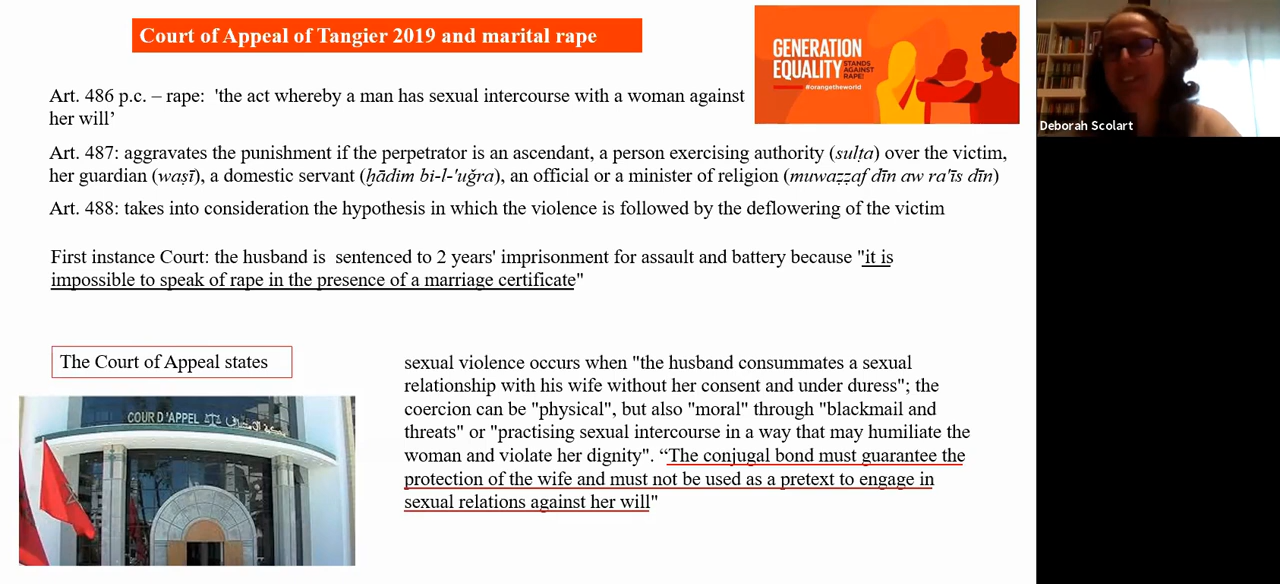 Court of Appeal of Tangier 2019 and marital rape
GENERATION
EQUALITY
STANDS
AGAINST
RAPE!
#orangetheworld
Deborah Scolart
Art. 486 p.c. – rape:  'the act whereby a man has sexual intercourse with a woman against
her will’
Art. 487: aggravates the punishment if the perpetrator is an ascendant, a person exercising authority (sulṭa) over the victim,
her guardian (waṣī), a domestic servant (ḫādim bi-l-'uğra), an official or a minister of religion (muwaẓẓaf dīn aw ra'īs dīn)
Art. 488: takes into consideration the hypothesis in which the violence is followed by the deflowering of the victim
First instance Court: the husband is  sentenced to 2 years' imprisonment for assault and battery because "it is
impossible to speak of rape in the presence of a marriage certificate"
The Court of Appeal states
COUR D'APPEL
sexual violence occurs when "the husband consummates a sexual
relationship with his wife without her consent and under duress"; the
coercion can be "physical", but also "moral" through "blackmail and
threats" or "practising sexual intercourse in a way that may humiliate the
woman and violate her dignity". “The conjugal bond must guarantee the
protection of the wife and must not be used as a pretext to engage in
sexual relations against her will"